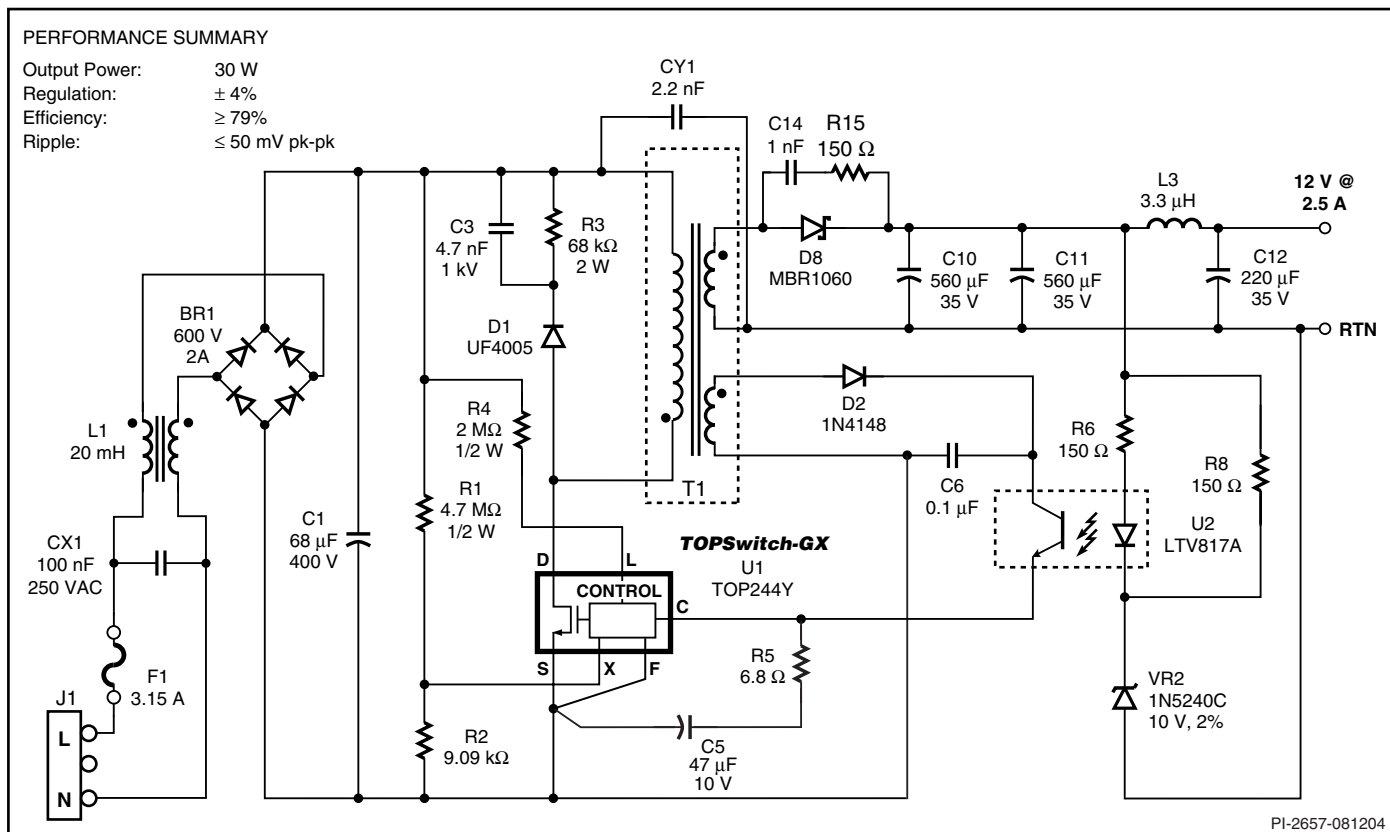 PERFORMANCE SUMMARY
Output Power: 30 W
Regulation: ± 4%
Efficiency: ≥ 79%
Ripple: ≤ 50 mV pk-pk
CY1
2.2 nF
C14
1 nF
R15
150 Ω
L3
3.3 µH
12 V @
2.5 A
C3
4.7 nF
1 kV
R3
68 kΩ
2 W
D8
MBR1060
C10
560 µF
35 V
C11
560 µF
35 V
C12
220 µF
35 V
RTN
BR1
600 V
2A
D1
UF4005
D2
1N4148
L1
20 mH
R4
2 MΩ
1/2 W
R6
150 Ω
R8
150 Ω
T1
C6
0.1 µF
R1
4.7 MΩ
1/2 W
C1
68 µF
400 V
CX1
100 nF
250 VAC
TOPSwitch-GX
U1
TOP244Y
U2
LTV817A
D
L
CONTROL
C
S
X
F
R5
6.8 Ω
F1
3.15 A
J1
L
N
R2
9.09 kΩ
C5
47 µF
10 V
VR2
1N5240C
10 V, 2%
PI-2657-081204